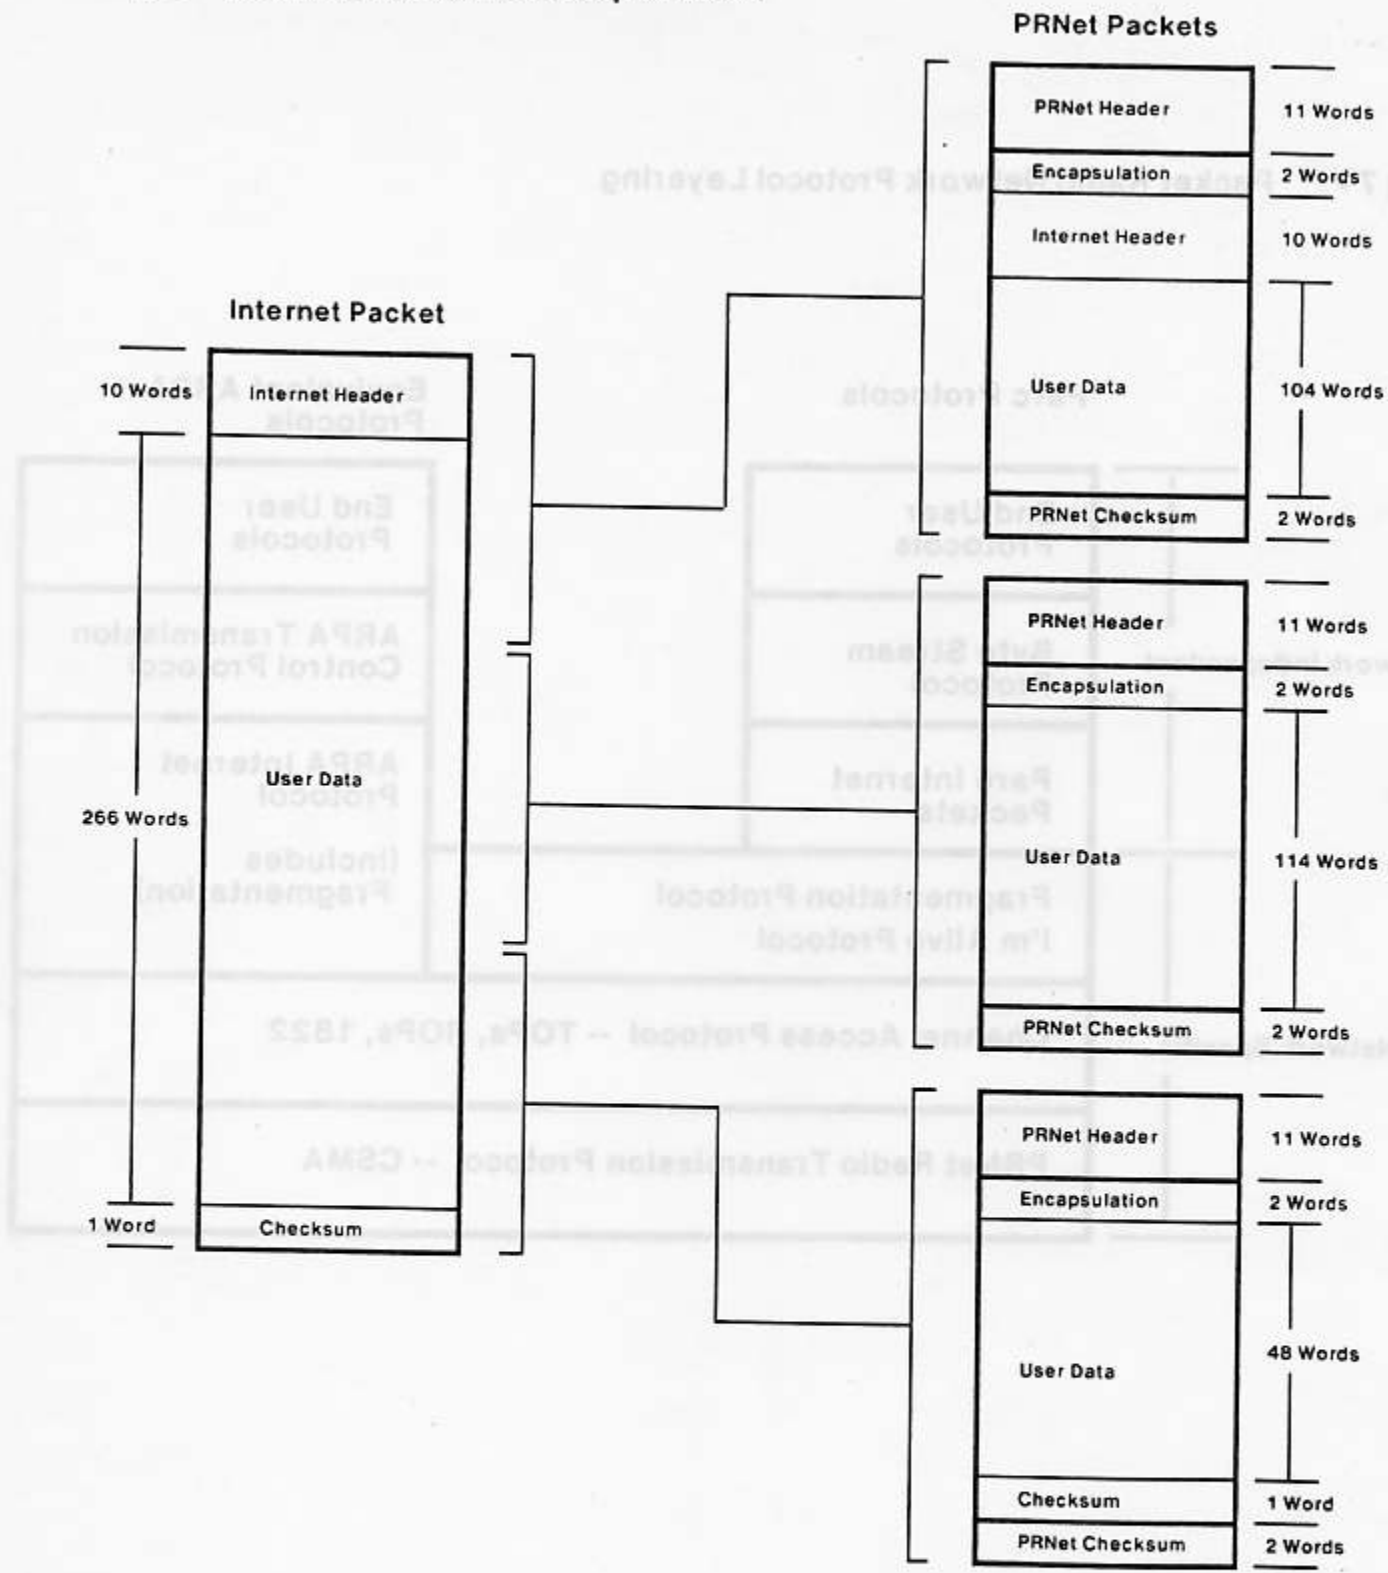 PRNet Packets
PRNet Header
11 Words
Encapsulation
2 Words
Internet Header
10 Words
User Data
104 Words
PRNet Checksum
2 Words
Internet Packet
10 Words
Internet Header
User Data
266 Words
1 Word
Checksum
PRNet Header
11 Words
Encapsulation
2 Words
User Data
114 Words
PRNet Checksum
2 Words
PRNet Header
11 Words
Encapsulation
2 Words
User Data
48 Words
Checksum
1 Word
PRNet Checksum
2 Words